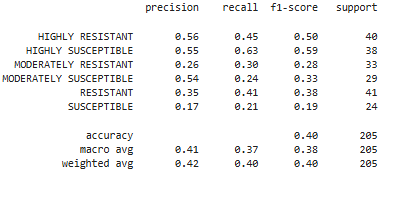 precision recall f1-score support
HIGHLY RESISTANT 0.56 0.45 0.50 40
HIGHLY SUSCEPTIBLE 0.55 0.63 0.59 38
MODERATELY RESISTANT 0.26 0.30 0.28 33
MODERATELY SUSCEPTIBLE 0.54 0.24 0.33 29
RESISTANT 0.35 0.41 0.38 41
SUSCEPTIBLE 0.17 0.21 0.19 24
accuracy 0.40 205
macro avg 0.41 0.37 0.38 205
weighted avg 0.42 0.40 0.40 205